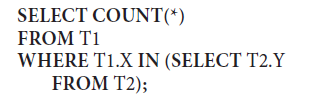 SELECT COUNT(*)
FROM T1
WHERE T1.X IN (SELECT T2.Y
FROM T2);